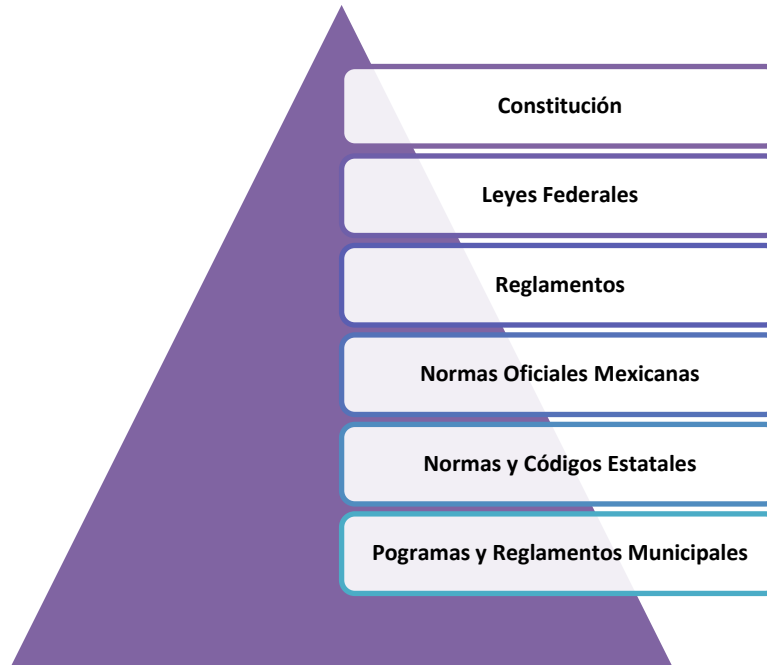 Constitución
Leyes Federales
Reglamentos
Normas Oficiales Mexicanas
Normas y Códigos Estatales
Pogramas y Reglamentos Municipales